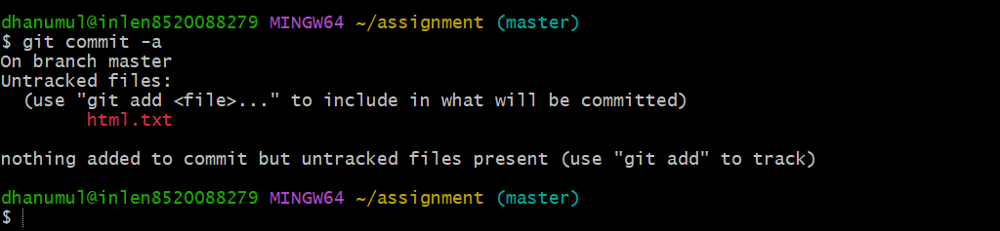 dhanumul@inlen8520088279 MINGW64 ~/assignment (master)
$ git commit -a
On branch master
Untracked files:
  (use "git add <file>..." to include in what will be committed)
        html.txt

nothing added to commit but untracked files present (use "git add" to track)

dhanumul@inlen8520088279 MINGW64 ~/assignment (master)
$